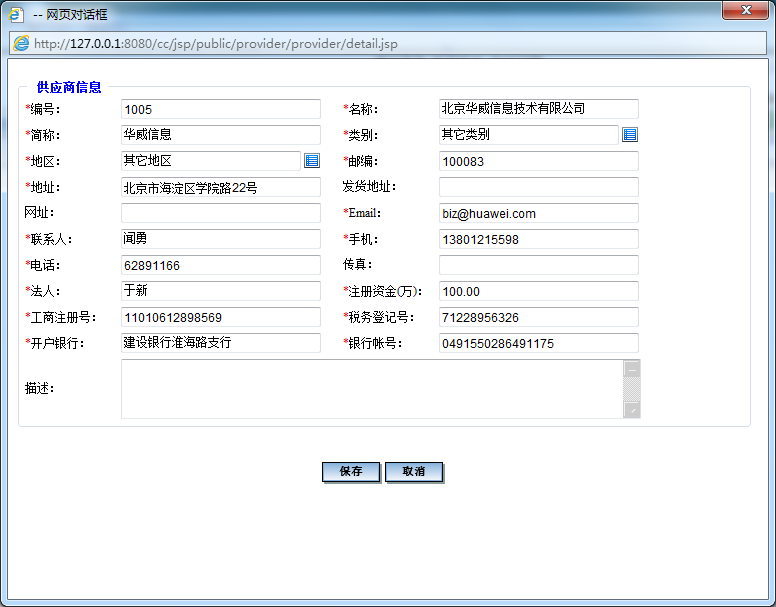 -- 网页对话框
http://127.0.0.1:8080/cc/jsp/public/provider/provider/detail.jsp
供应商信息
*编号： 1005 *名称： 北京华威信息技术有限公司
*简称： 华威信息 *类别： 其它类别
*地区： 其它地区 *邮编： 100083
*地址： 北京市海淀区学院路22号 发货地址：
网址： *Email： biz@huawei.com
*联系人： 闻勇 *手机： 13801215598
*电话： 62891166 传真：
*法人： 于新 *注册资金(万)： 100.00
*工商注册号： 11010612898569 *税务登记号： 71228956326
*开户银行： 建设银行淮海路支行 *银行帐号： 0491550286491175
描述：
保存 取消